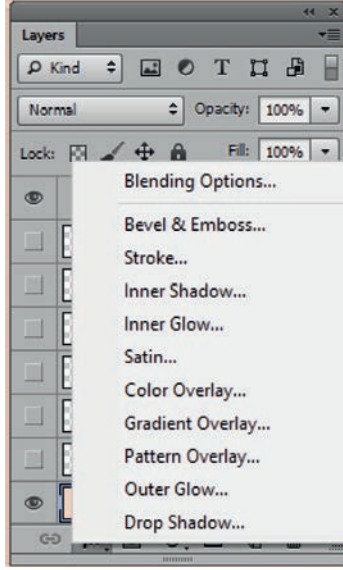 Layers
Kind
Normal Opacity: 100%
Lock: Fill: 100%
Blending Options...
Bevel & Emboss...
Stroke...
Inner Shadow...
Inner Glow...
Satin...
Color Overlay...
Gradient Overlay...
Pattern Overlay...
Outer Glow...
Drop Shadow...